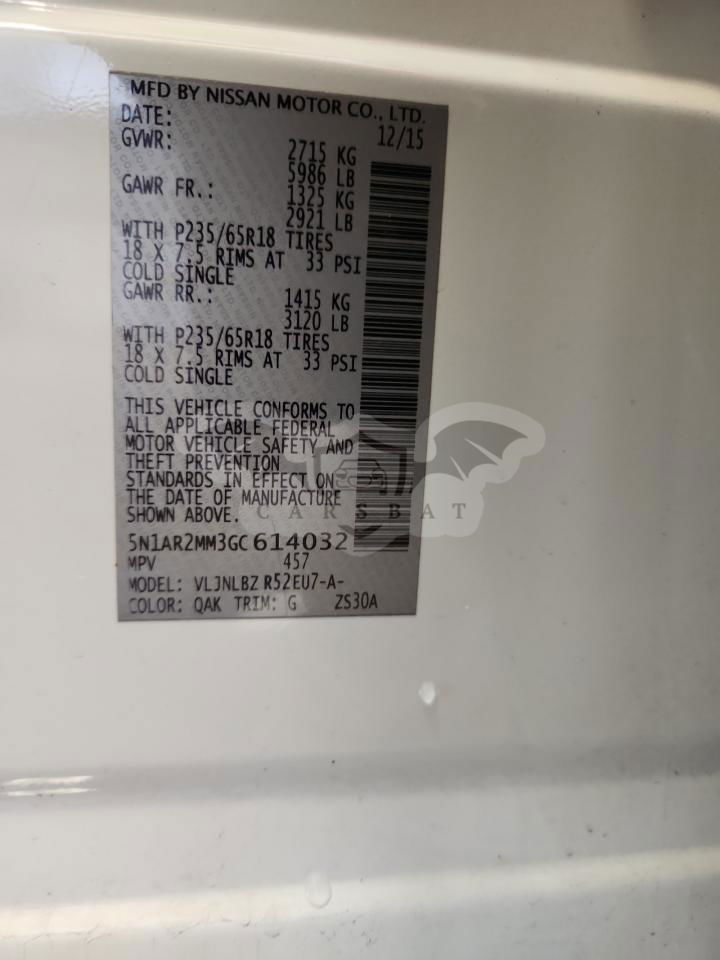 MFD BY NISSAN MOTOR CO., LTD.
DATE: 12/15
GVWR: 2715 KG
5986 LB
GAWR FR.: 1325 KG
2921 LB
WITH P235/65R18 TIRES
18 X 7.5 RIMS AT 33 PSI
COLD SINGLE
GAWR RR.: 1415 KG
3120 LB
WITH P235/65R18 TIRES
18 X 7.5 RIMS AT 33 PSI
COLD SINGLE
THIS VEHICLE CONFORMS TO
ALL APPLICABLE FEDERAL
MOTOR VEHICLE SAFETY AND
THEFT PREVENTION
STANDARDS IN EFFECT ON
THE DATE OF MANUFACTURE
SHOWN ABOVE.
CARSBAT
5N1AR2MM3GC614032
MPV 457
MODEL: VLJNLBZ R52EU7-A-
COLOR: QAK TRIM: G ZS30A